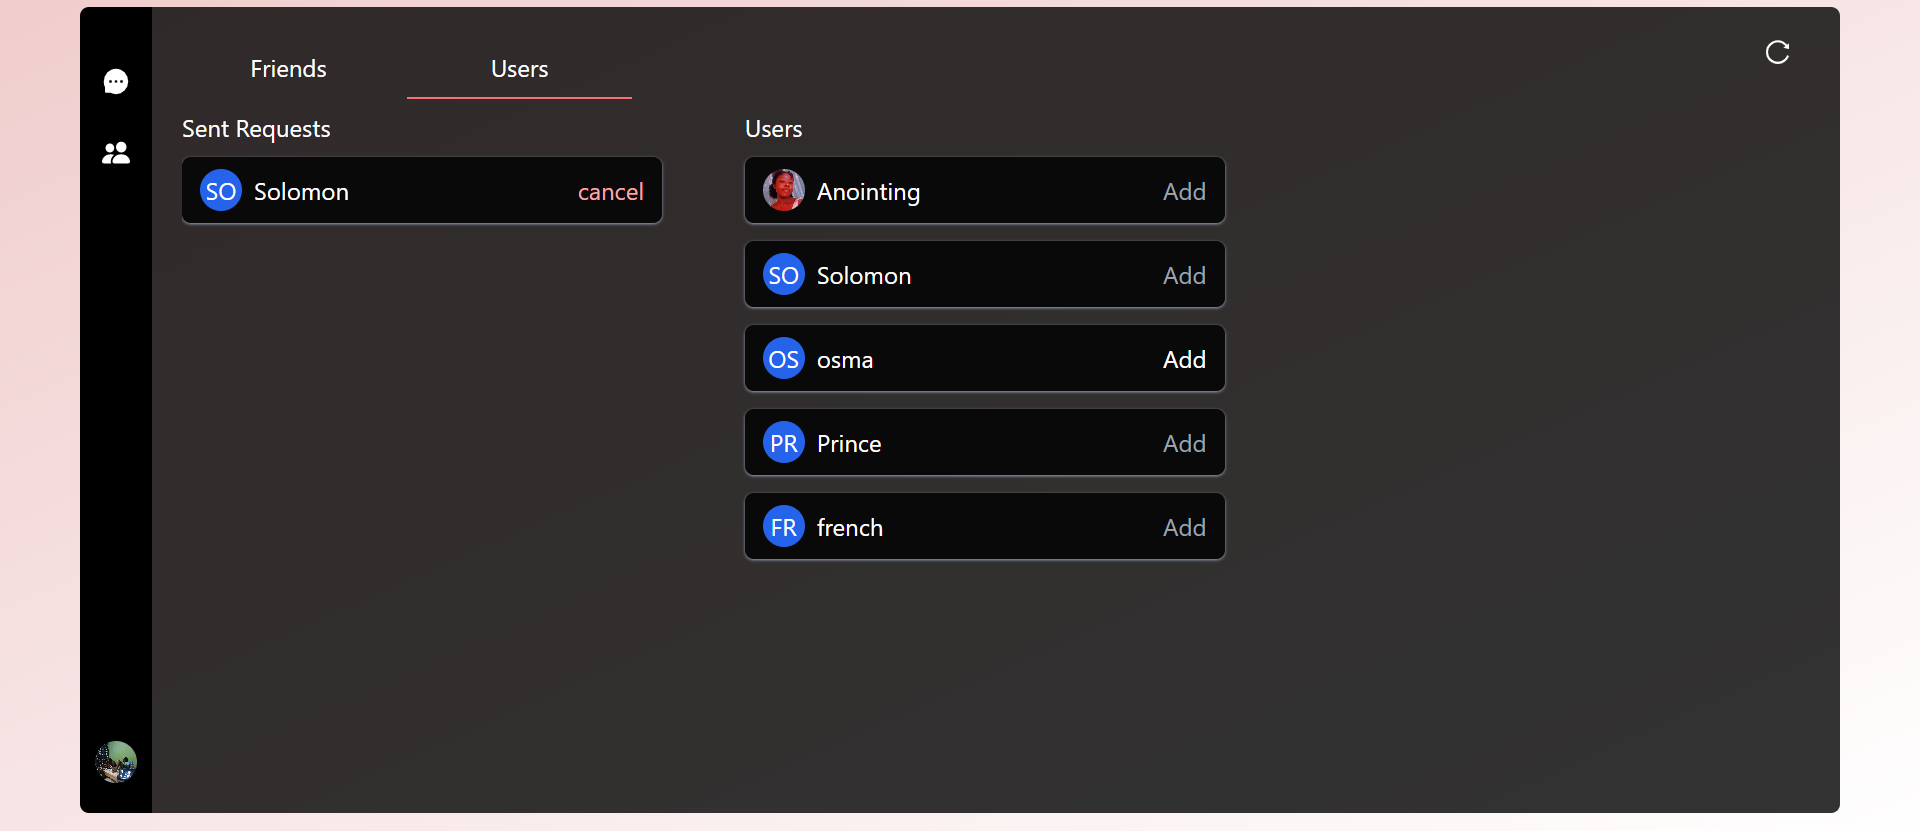 Friends
Users
Sent Requests
SO Solomon cancel
Users
Anointing Add
SO Solomon Add
OS osma Add
PR Prince Add
FR french Add